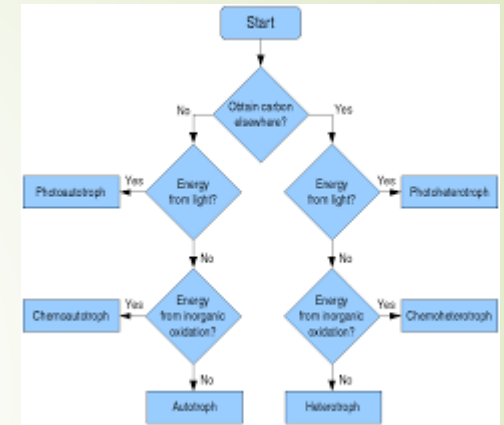 Start
Obtain carbon
elsewhere?
No
Yes
Energy
from light?
Yes
Photoautotroph
Energy
from light?
Yes
Photoheterotroph
No
No
Energy
from inorganic
oxidation?
Yes
Chemoautotroph
Energy
from inorganic
oxidation?
Yes
Chemoheterotroph
No
No
Autotroph
Heterotroph